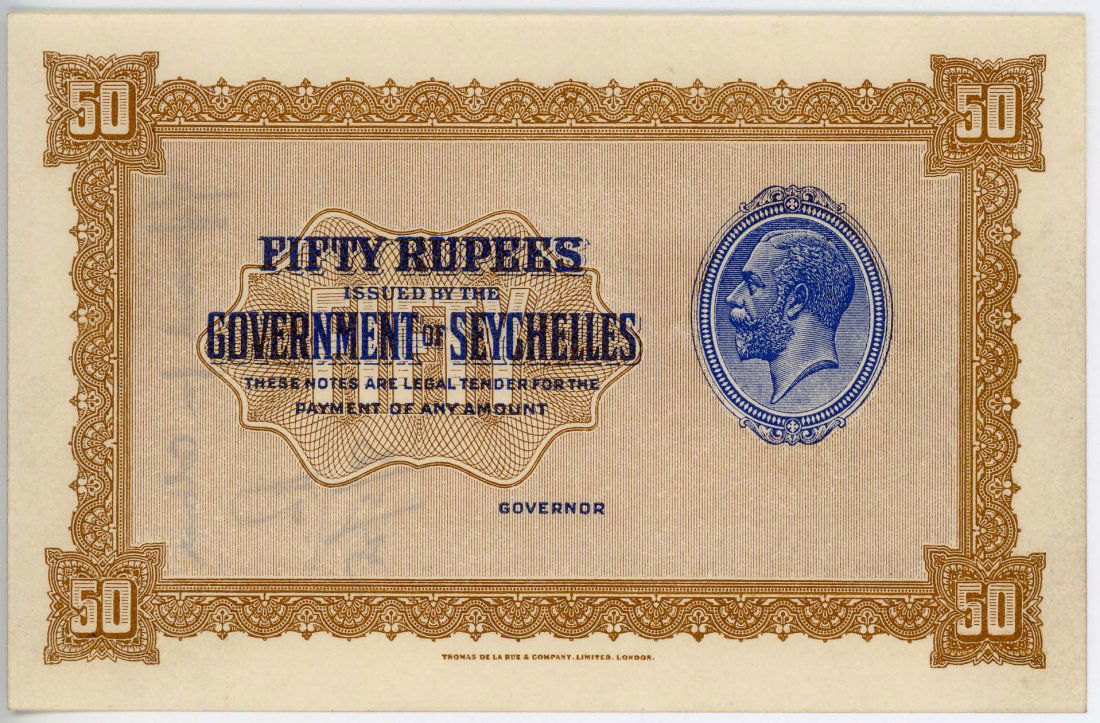 50 50
FIFTY RUPEES
ISSUED BY THE
FIFTY
GOVERNMENT OF SEYCHELLES
THESE NOTES ARE LEGAL TENDER FOR THE
PAYMENT OF ANY AMOUNT
GOVERNOR
50 50
THOMAS DE LA RUE & COMPANY, LIMITED, LONDON.